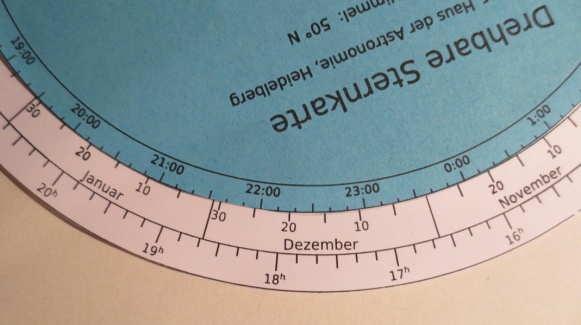 Drehbare Sternkarte
Haus der Astronomie, Heidelberg
immel: 50° N
19:00 20:00 21:00 22:00 23:00 0:00 1:00
30 20 10 30 20 10 20 10
Januar Dezember November
20h 19h 18h 17h 16h